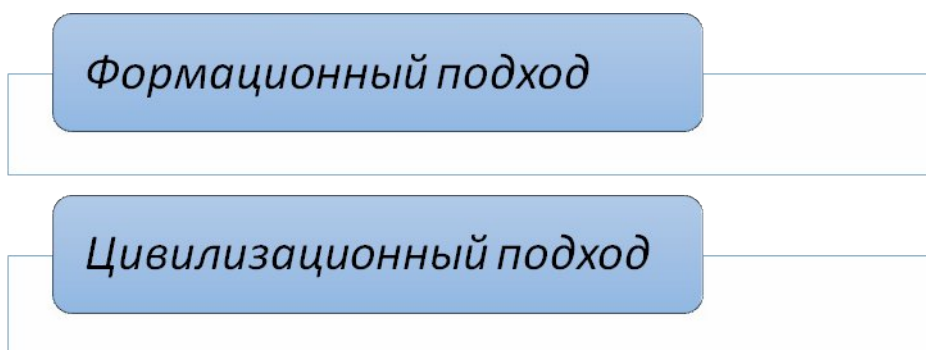 Формационный подход
Цивилизационный подход